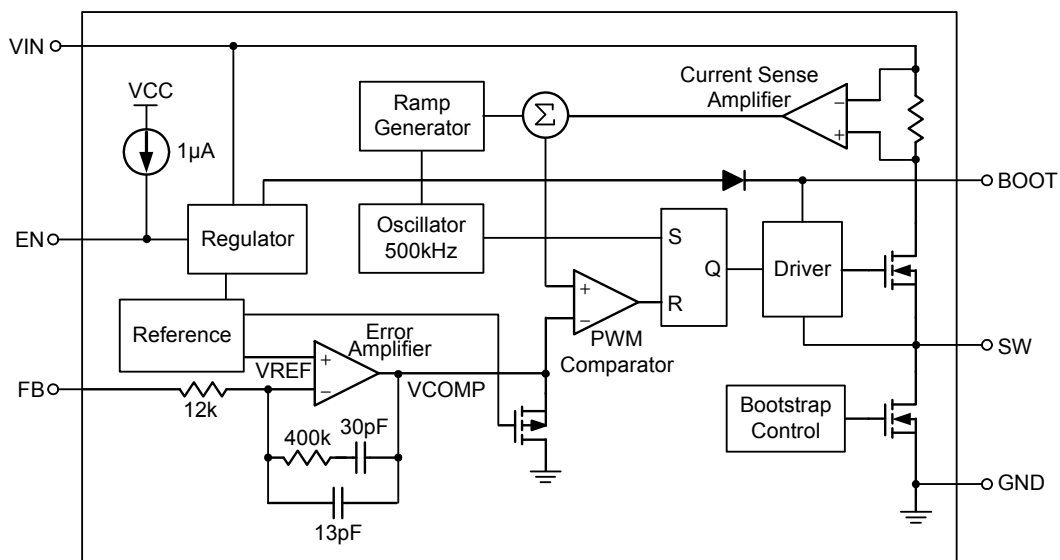 VIN
VCC
1µA
EN
Regulator
Ramp
Generator
Σ
Current Sense
Amplifier
−
+
BOOT
Oscillator
500kHz
S
Q
R
Driver
Reference
Error
Amplifier
VREF
+
−
VCOMP
+
−
PWM
Comparator
SW
FB
12k
400k
30pF
13pF
Bootstrap
Control
GND